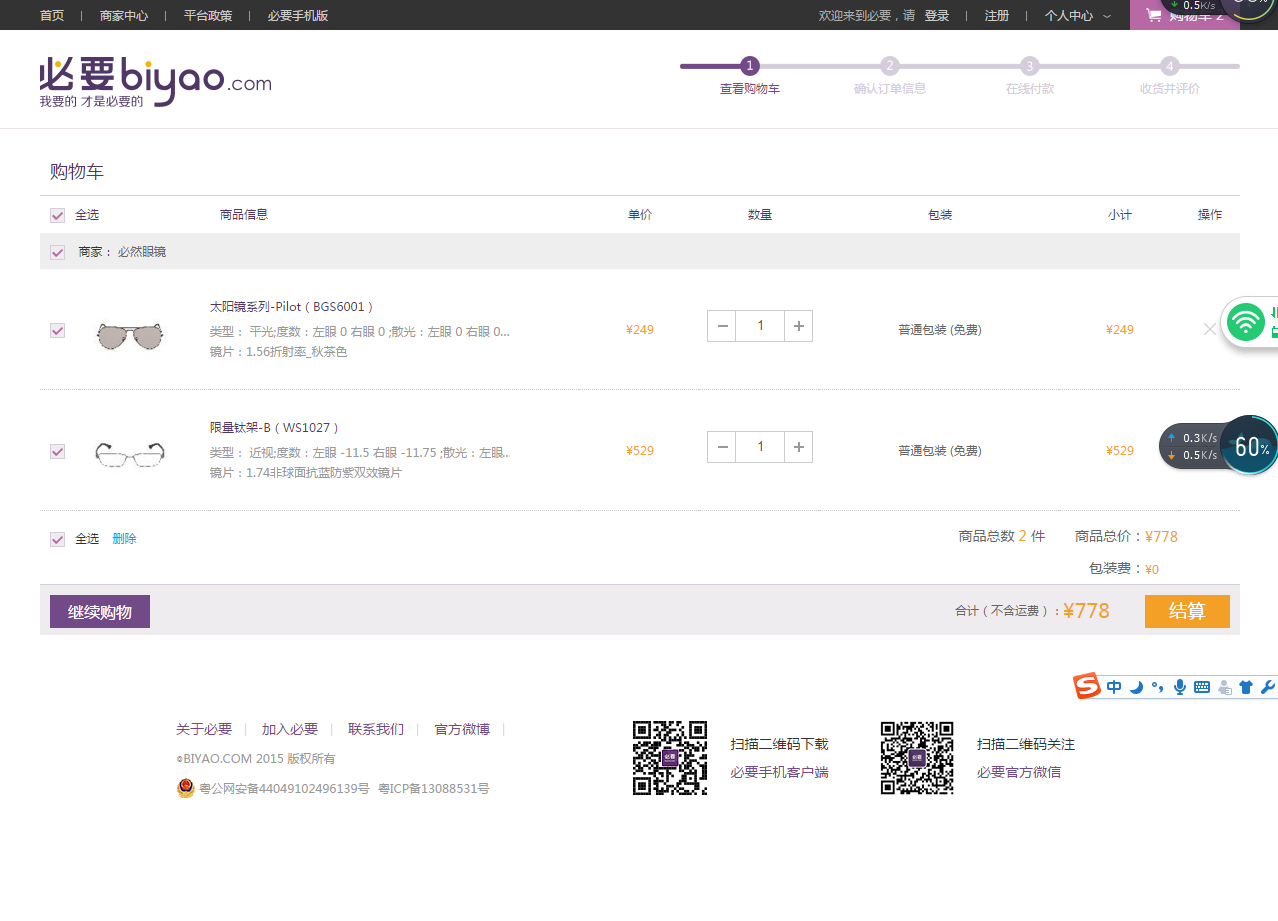 首页 | 商家中心 | 平台政策 | 必要手机版 欢迎来到必要，请 登录 | 注册 | 个人中心 购物车 2
0.5K/s
必要biyao.com
我要的 才是必要的
1 2 3 4
查看购物车 确认订单信息 在线付款 收货并评价
购物车
全选 商品信息 单价 数量 包装 小计 操作
商家： 必然眼镜
太阳镜系列-Pilot（BGS6001）
类型： 平光;度数：左眼 0 右眼 0 ;散光：左眼 0 右眼 0...
镜片：1.56折射率_秋茶色
¥249 － 1 + 普通包装 (免费) ¥249 ×
限量钛架-B（WS1027）
类型： 近视;度数：左眼 -11.5 右眼 -11.75 ;散光：左眼...
镜片：1.74非球面抗蓝防紫双效镜片
¥529 － 1 + 普通包装 (免费) ¥529
0.3K/s
0.5K/s
60%
全选 删除 商品总数 2 件 商品总价：¥778
包装费：¥0
继续购物 合计（不含运费）：¥778 结算
S 中
关于必要 | 加入必要 | 联系我们 | 官方微博 |
©BIYAO.COM 2015 版权所有
粤公网安备44049102496139号 粤ICP备13088531号
必要
扫描二维码下载
必要手机客户端
必要
扫描二维码关注
必要官方微信